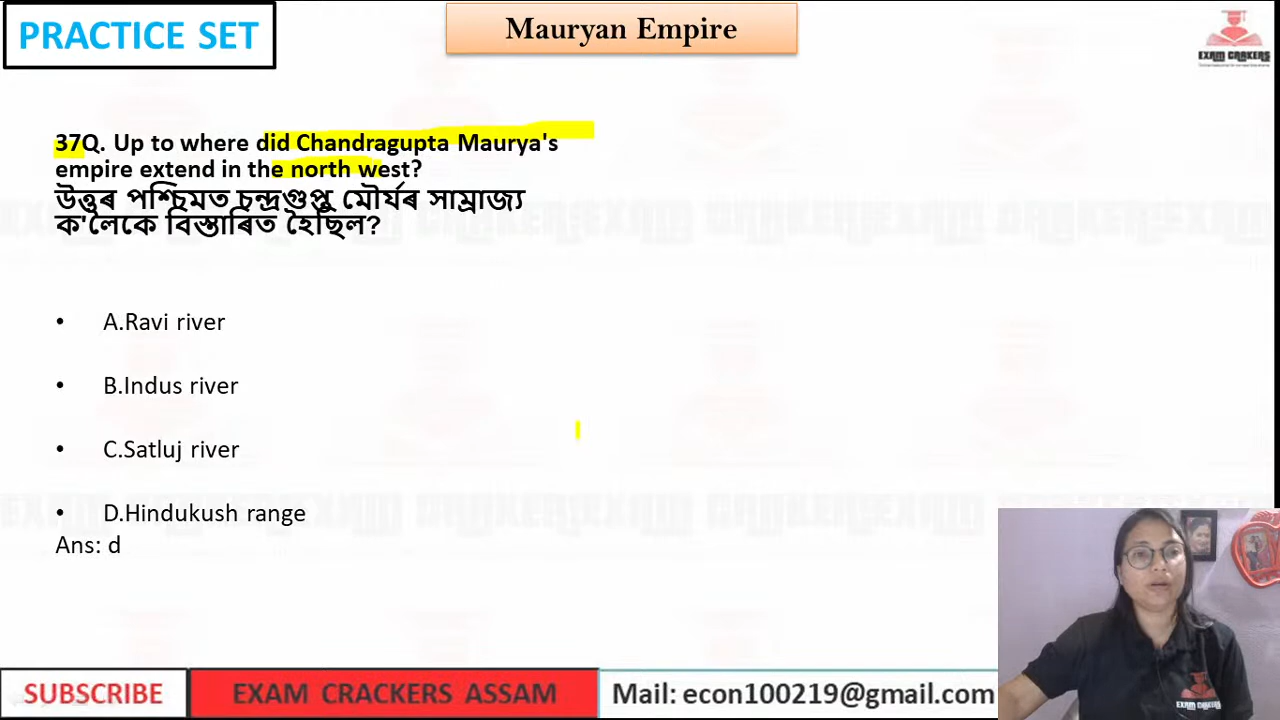 PRACTICE SET
Mauryan Empire
EXAM CRAKERS
37Q. Up to where did Chandragupta Maurya's
empire extend in the north west?
উত্তৰ পশ্চিমত চন্দ্ৰগুপ্ত মৌৰ্যৰ সাম্ৰাজ্য
ক'লৈকে বিস্তাৰিত হৈছিল?
• A.Ravi river
• B.Indus river
• C.Satluj river
• D.Hindukush range
Ans: d
SUBSCRIBE
EXAM CRACKERS ASSAM
Mail: econ100219@gmail.com